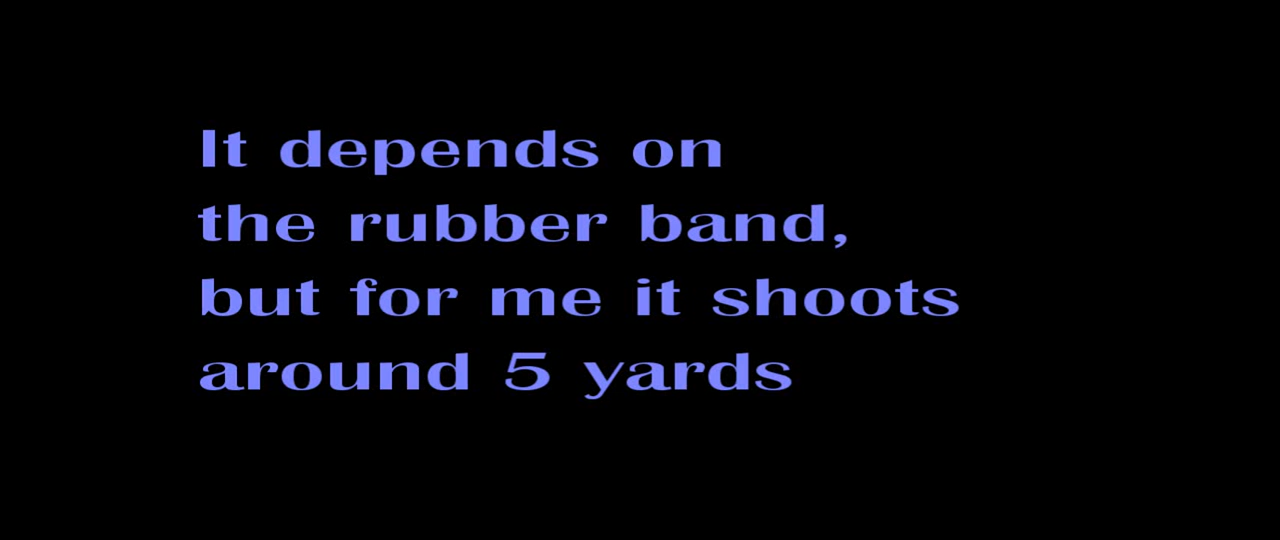 It depends on
the rubber band,
but for me it shoots
around 5 yards